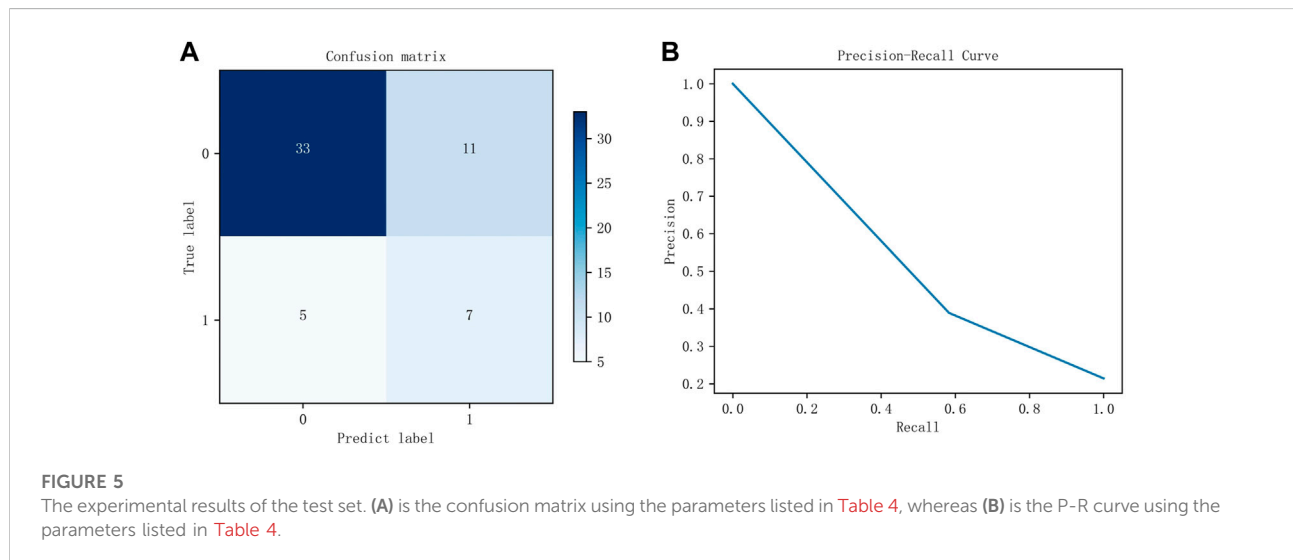 A
Confusion matrix
0
1
True label
33
11
5
7
0
1
Predict label
30
25
20
15
10
5
B
Precision-Recall Curve
1.0
0.9
0.8
0.7
0.6
0.5
0.4
0.3
0.2
Precision
0.0
0.2
0.4
0.6
0.8
1.0
Recall
FIGURE 5
The experimental results of the test set. (A) is the confusion matrix using the parameters listed in Table 4, whereas (B) is the P-R curve using the
parameters listed in Table 4.